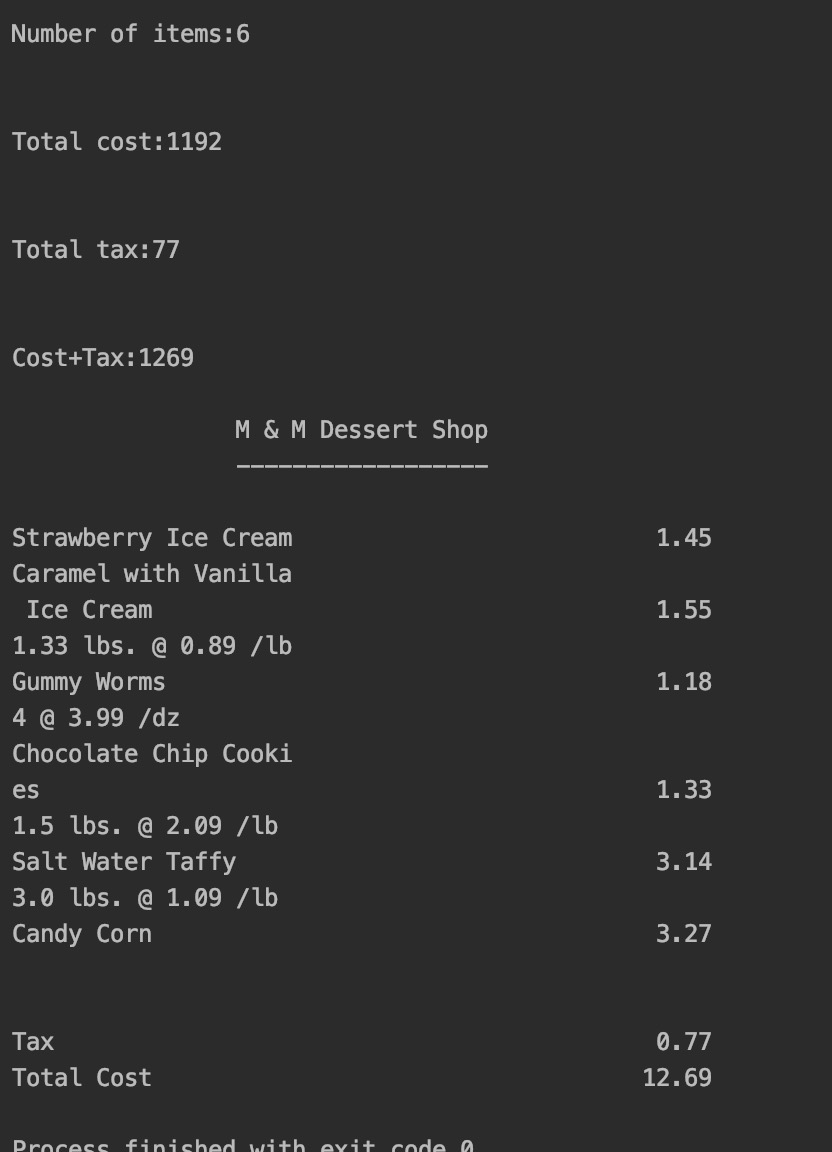 Number of items:6
Total cost:1192
Total tax:77
Cost+Tax:1269
M & M Dessert Shop
------------------
Strawberry Ice Cream 1.45
Caramel with Vanilla
Ice Cream 1.55
1.33 lbs. @ 0.89 /lb
Gummy Worms 1.18
4 @ 3.99 /dz
Chocolate Chip Cooki
es 1.33
1.5 lbs. @ 2.09 /lb
Salt Water Taffy 3.14
3.0 lbs. @ 1.09 /lb
Candy Corn 3.27
Tax 0.77
Total Cost 12.69
Process finished with exit code 0